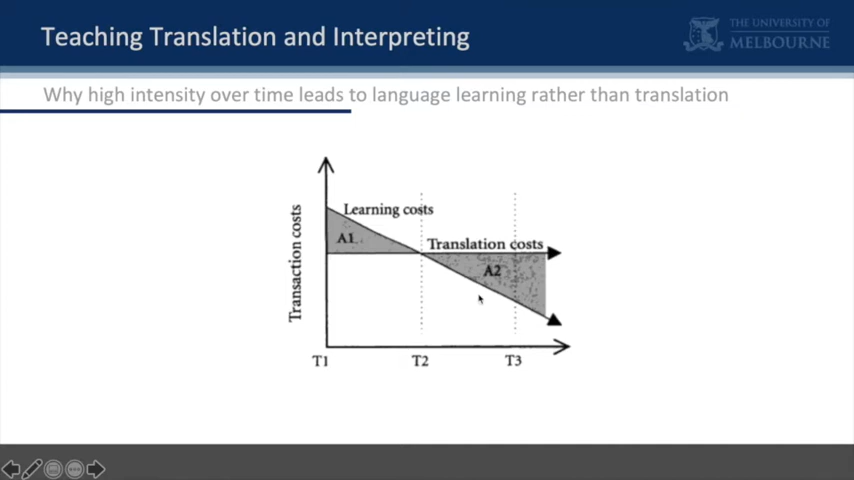 Teaching Translation and Interpreting
THE UNIVERSITY OF
MELBOURNE
Why high intensity over time leads to language learning rather than translation
Transaction costs
Learning costs
A1
Translation costs
A2
T1
T2
T3